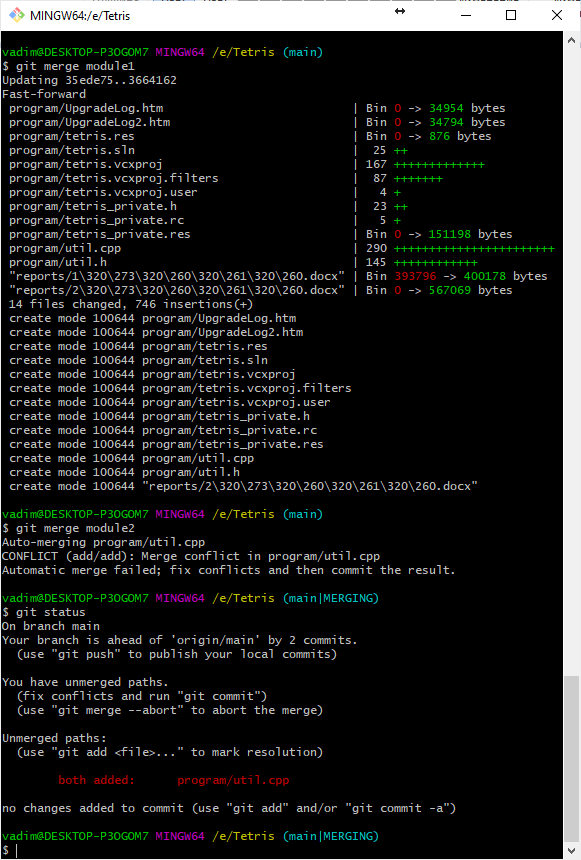 MINGW64:/e/Tetris
vadim@DESKTOP-P3OGOM7 MINGW64 /e/Tetris (main)
$ git merge module1
Updating 35ede75..3664162
Fast-forward
 program/UpgradeLog.htm                             | Bin 0 -> 34954 bytes
 program/UpgradeLog2.htm                            | Bin 0 -> 34794 bytes
 program/tetris.res                                 | Bin 0 -> 876 bytes
 program/tetris.sln                                 |  25 ++
 program/tetris.vcxproj                             | 167 +++++++++++++
 program/tetris.vcxproj.filters                     |  87 +++++++
 program/tetris.vcxproj.user                        |   4 +
 program/tetris_private.h                           |  23 ++
 program/tetris_private.rc                          |   5 +
 program/tetris_private.res                         | Bin 0 -> 151198 bytes
 program/util.cpp                                   | 290 +++++++++++++++++++++++
 program/util.h                                     | 145 ++++++++++++
 "reports/1\320\273\320\260\320\261\320\260.docx" | Bin 393796 -> 400178 bytes
 "reports/2\320\273\320\260\320\261\320\260.docx" | Bin 0 -> 567069 bytes
 14 files changed, 746 insertions(+)
 create mode 100644 program/UpgradeLog.htm
 create mode 100644 program/UpgradeLog2.htm
 create mode 100644 program/tetris.res
 create mode 100644 program/tetris.sln
 create mode 100644 program/tetris.vcxproj
 create mode 100644 program/tetris.vcxproj.filters
 create mode 100644 program/tetris.vcxproj.user
 create mode 100644 program/tetris_private.h
 create mode 100644 program/tetris_private.rc
 create mode 100644 program/tetris_private.res
 create mode 100644 program/util.cpp
 create mode 100644 program/util.h
 create mode 100644 "reports/2\320\273\320\260\320\261\320\260.docx"
vadim@DESKTOP-P3OGOM7 MINGW64 /e/Tetris (main)
$ git merge module2
Auto-merging program/util.cpp
CONFLICT (add/add): Merge conflict in program/util.cpp
Automatic merge failed; fix conflicts and then commit the result.
vadim@DESKTOP-P3OGOM7 MINGW64 /e/Tetris (main|MERGING)
$ git status
On branch main
Your branch is ahead of 'origin/main' by 2 commits.
  (use "git push" to publish your local commits)
You have unmerged paths.
  (fix conflicts and run "git commit")
  (use "git merge --abort" to abort the merge)
Unmerged paths:
  (use "git add <file>..." to mark resolution)
        both added:      program/util.cpp
no changes added to commit (use "git add" and/or "git commit -a")
vadim@DESKTOP-P3OGOM7 MINGW64 /e/Tetris (main|MERGING)
$